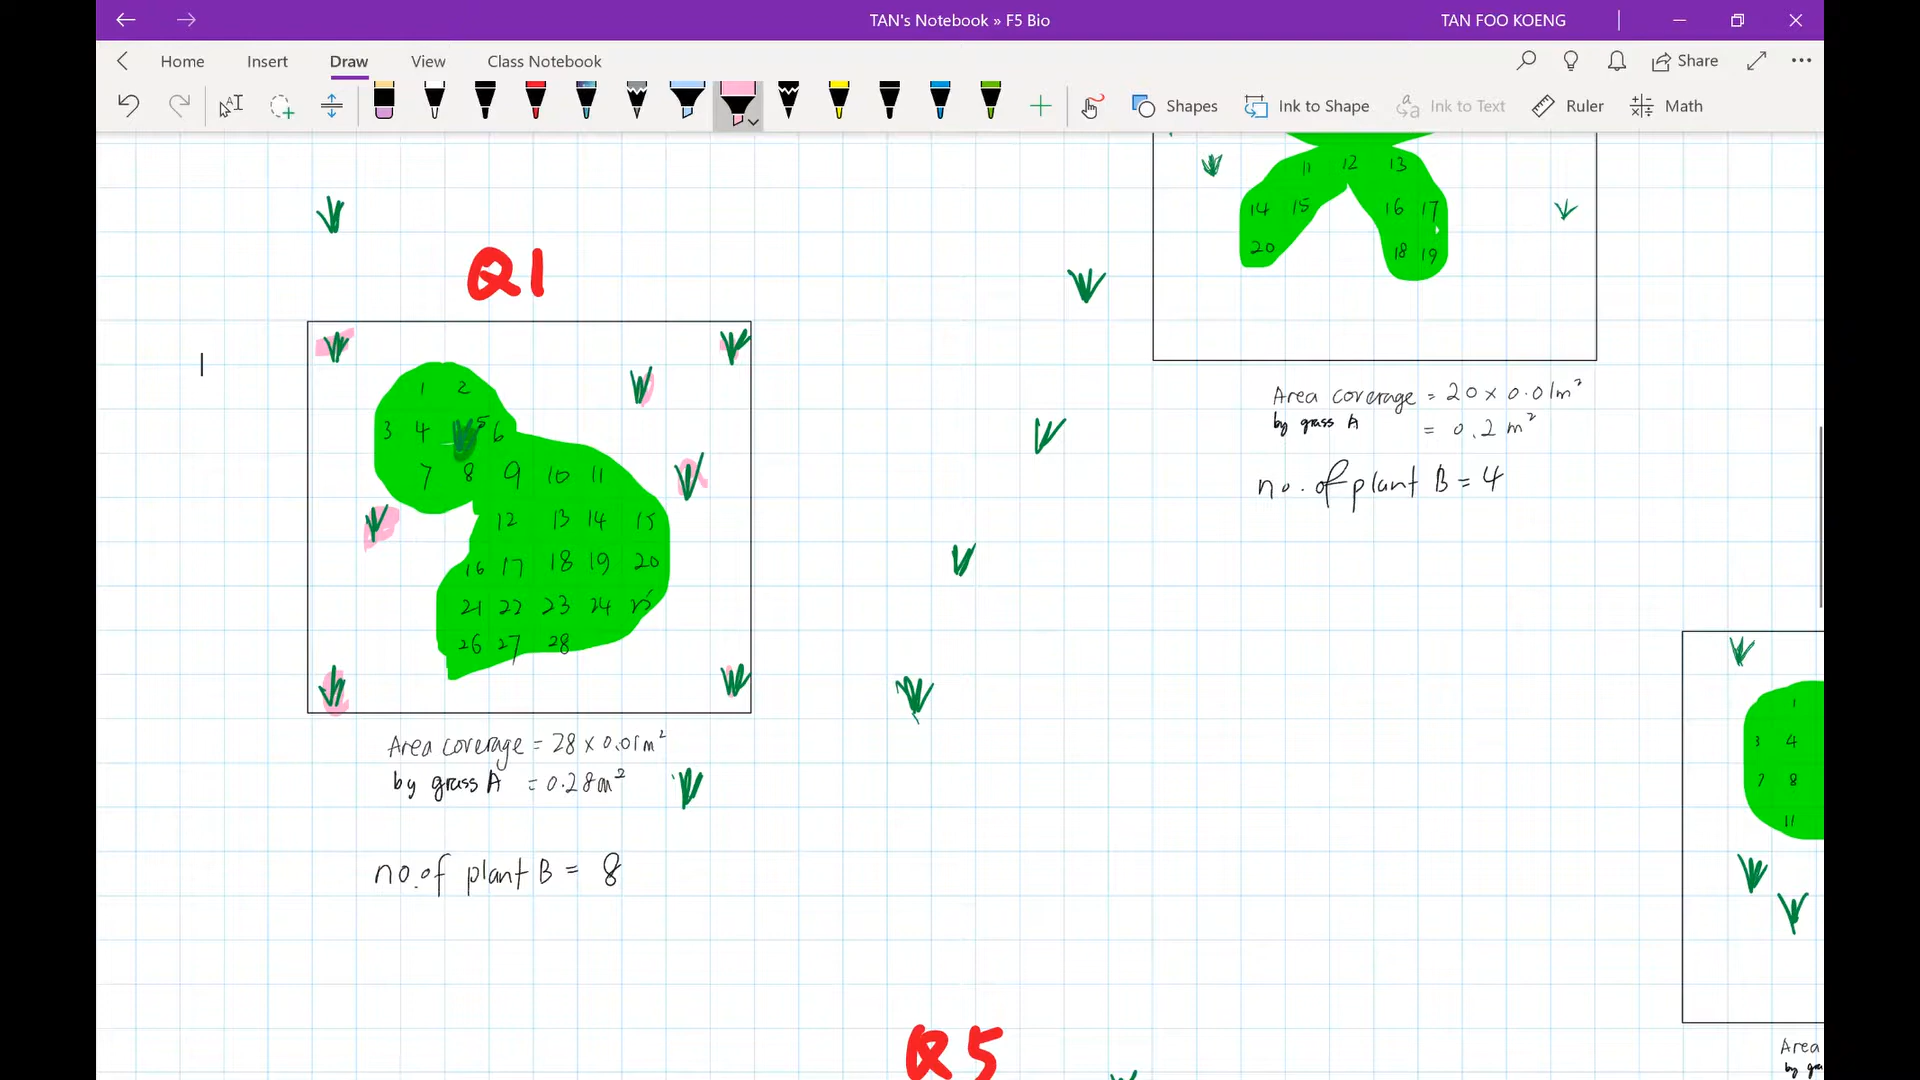 TAN's Notebook » F5 Bio
TAN FOO KOENG
Home Insert Draw View Class Notebook
Share
Shapes Ink to Shape Ink to Text Ruler Math
11 12 13
14 15 16 17
20 18 19
Area coverage = 20 x 0.01m²
by grass A = 0.2 m²
no. of plant B = 4
Q1
1 2
3 4 5 6
7 8 9 10 11
12 13 14 15
16 17 18 19 20
21 22 23 24 25
26 27 28
Area coverage = 28 x 0.01m²
by grass A = 0.28m²
no. of plant B = 8
1
3 4
7 8
11
Area
by gra
Q5